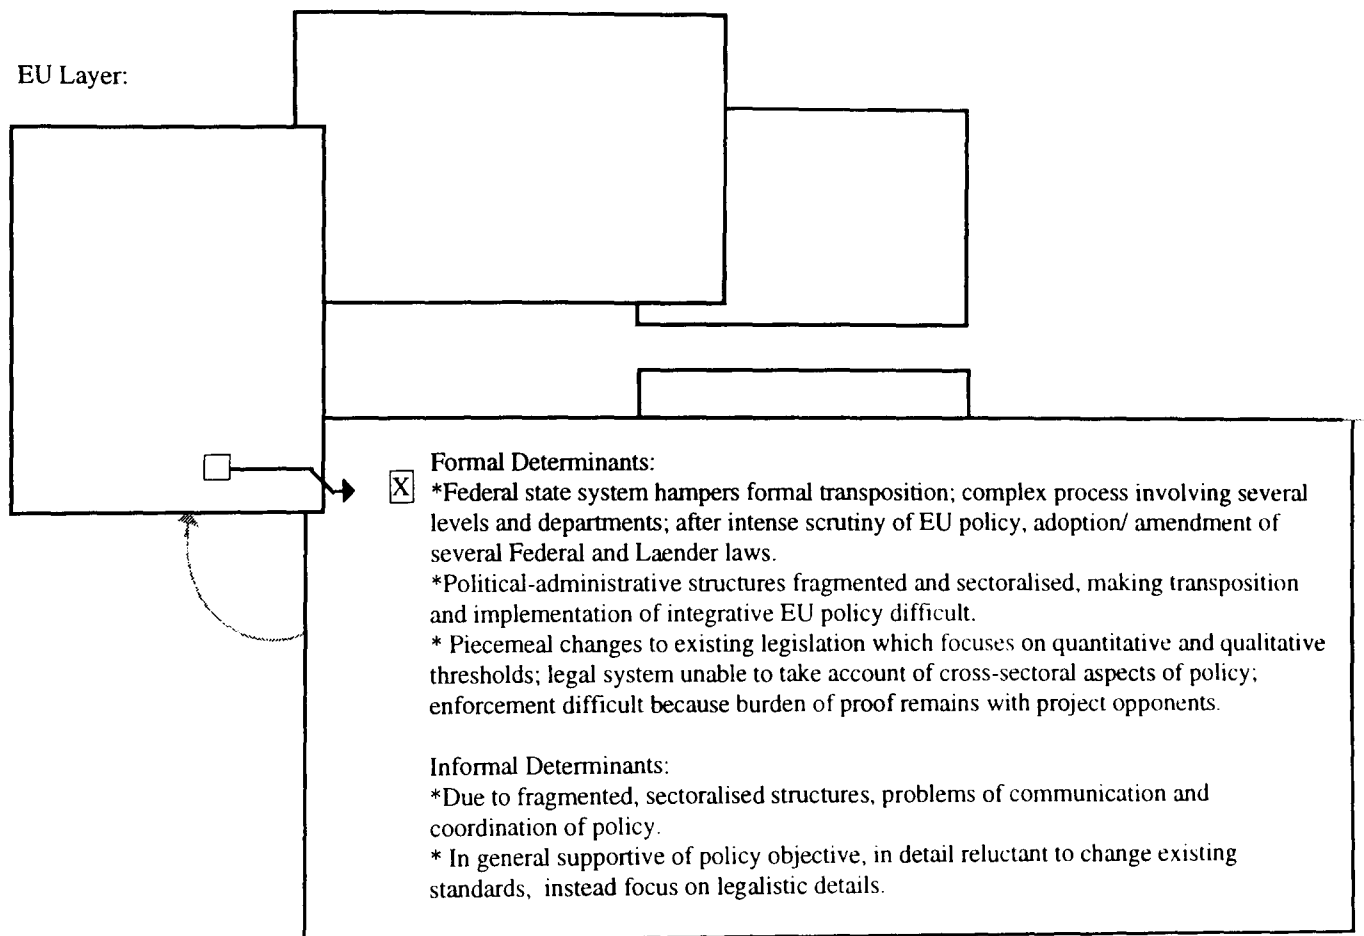 EU Layer:
X
Formal Determinants:
*Federal state system hampers formal transposition; complex process involving several
levels and departments; after intense scrutiny of EU policy, adoption/ amendment of
several Federal and Laender laws.
*Political-administrative structures fragmented and sectoralised, making transposition
and implementation of integrative EU policy difficult.
* Piecemeal changes to existing legislation which focuses on quantitative and qualitative
thresholds; legal system unable to take account of cross-sectoral aspects of policy;
enforcement difficult because burden of proof remains with project opponents.
Informal Determinants:
*Due to fragmented, sectoralised structures, problems of communication and
coordination of policy.
* In general supportive of policy objective, in detail reluctant to change existing
standards, instead focus on legalistic details.